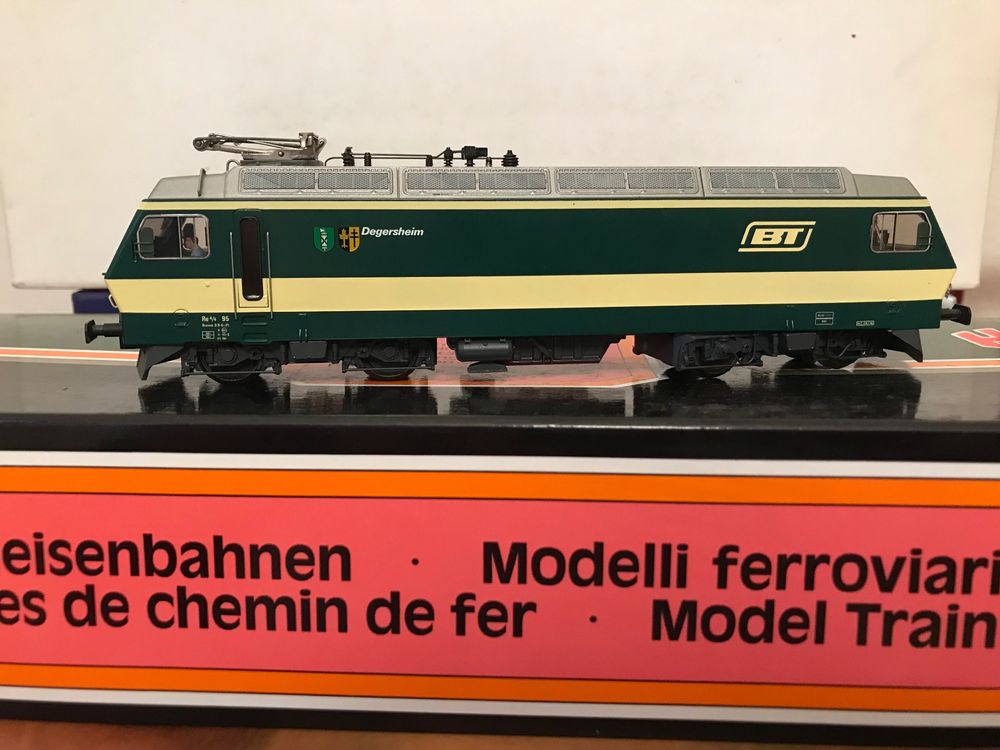 Degersheim
BT
Re 4/4 95
eisenbahnen · Modelli ferroviari
es de chemin de fer · Model Train